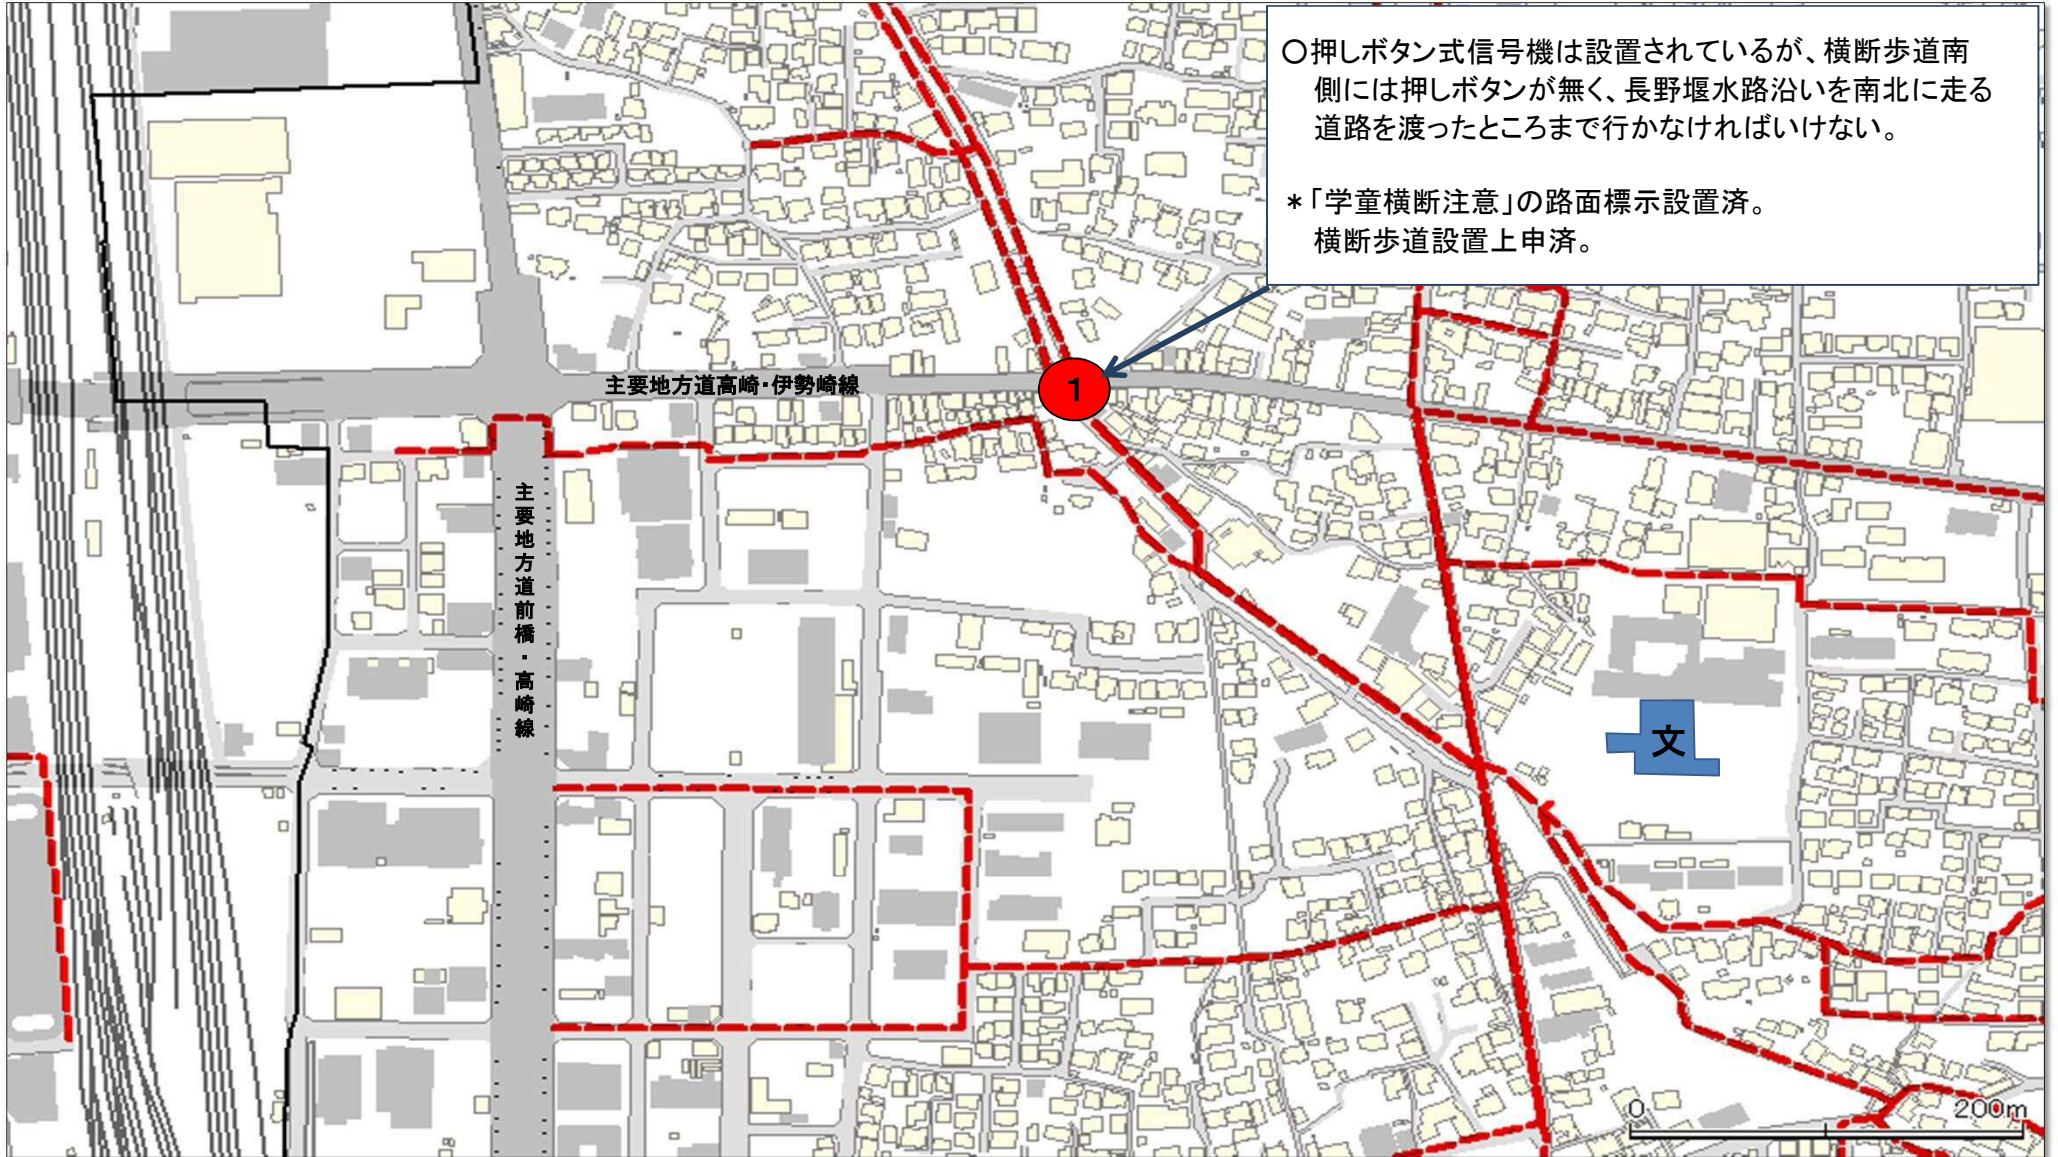 ○押しボタン式信号機は設置されているが、横断歩道南
側には押しボタンが無く、長野堰水路沿いを南北に走る
道路を渡ったところまで行かなければいけない。
*「学童横断注意」の路面標示設置済。
横断歩道設置上申済。
主要地方道高崎・伊勢崎線
1
主要地方道前橋・高崎線
文
0
200m